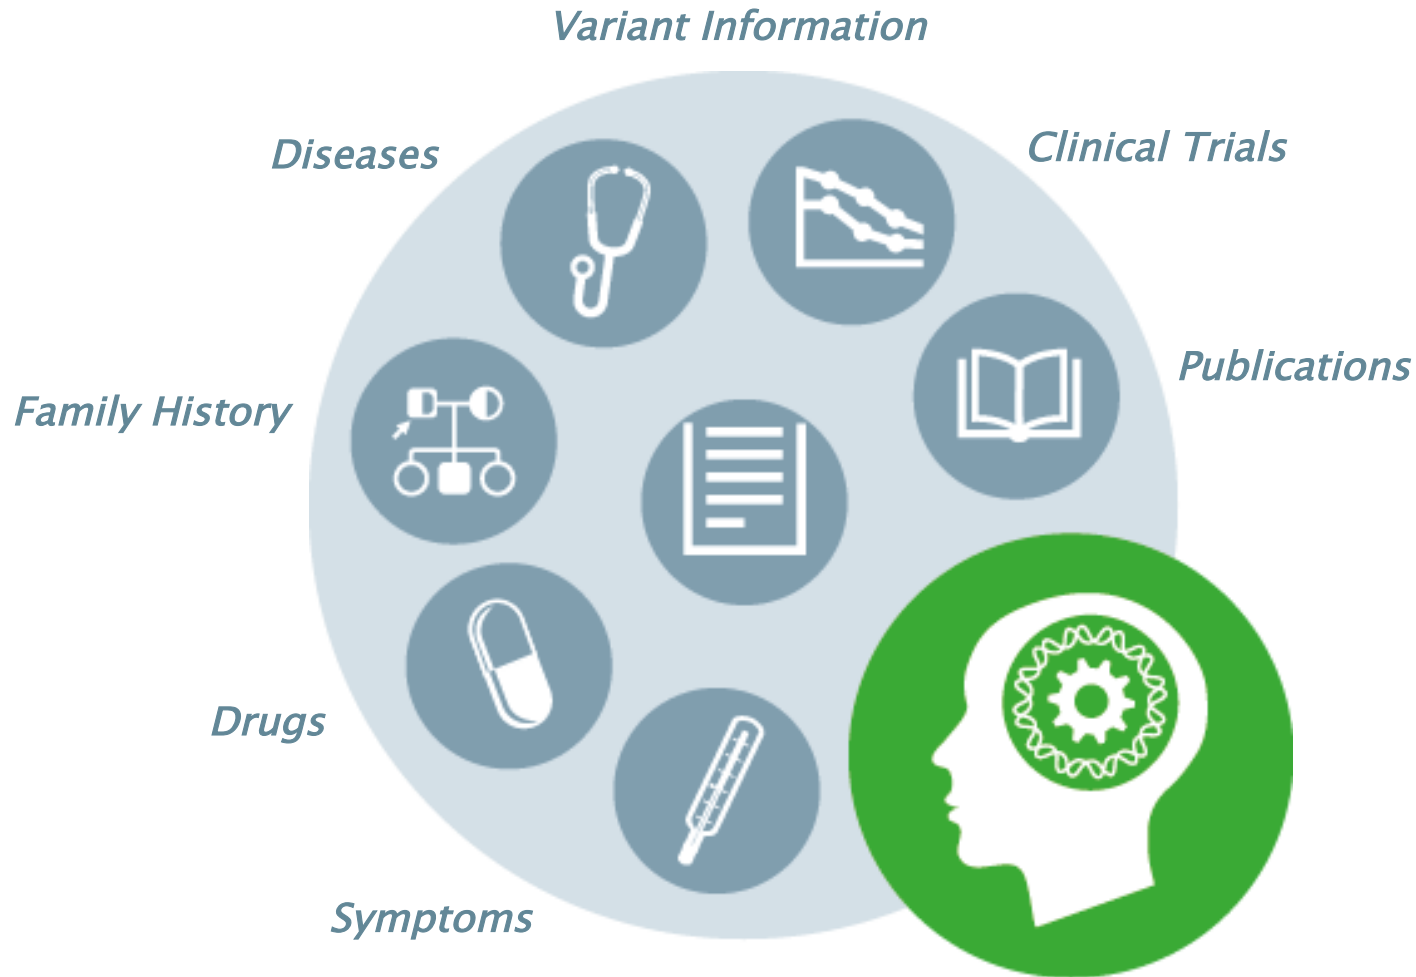 Variant Information
Diseases
Clinical Trials
Publications
Family History
Drugs
Symptoms